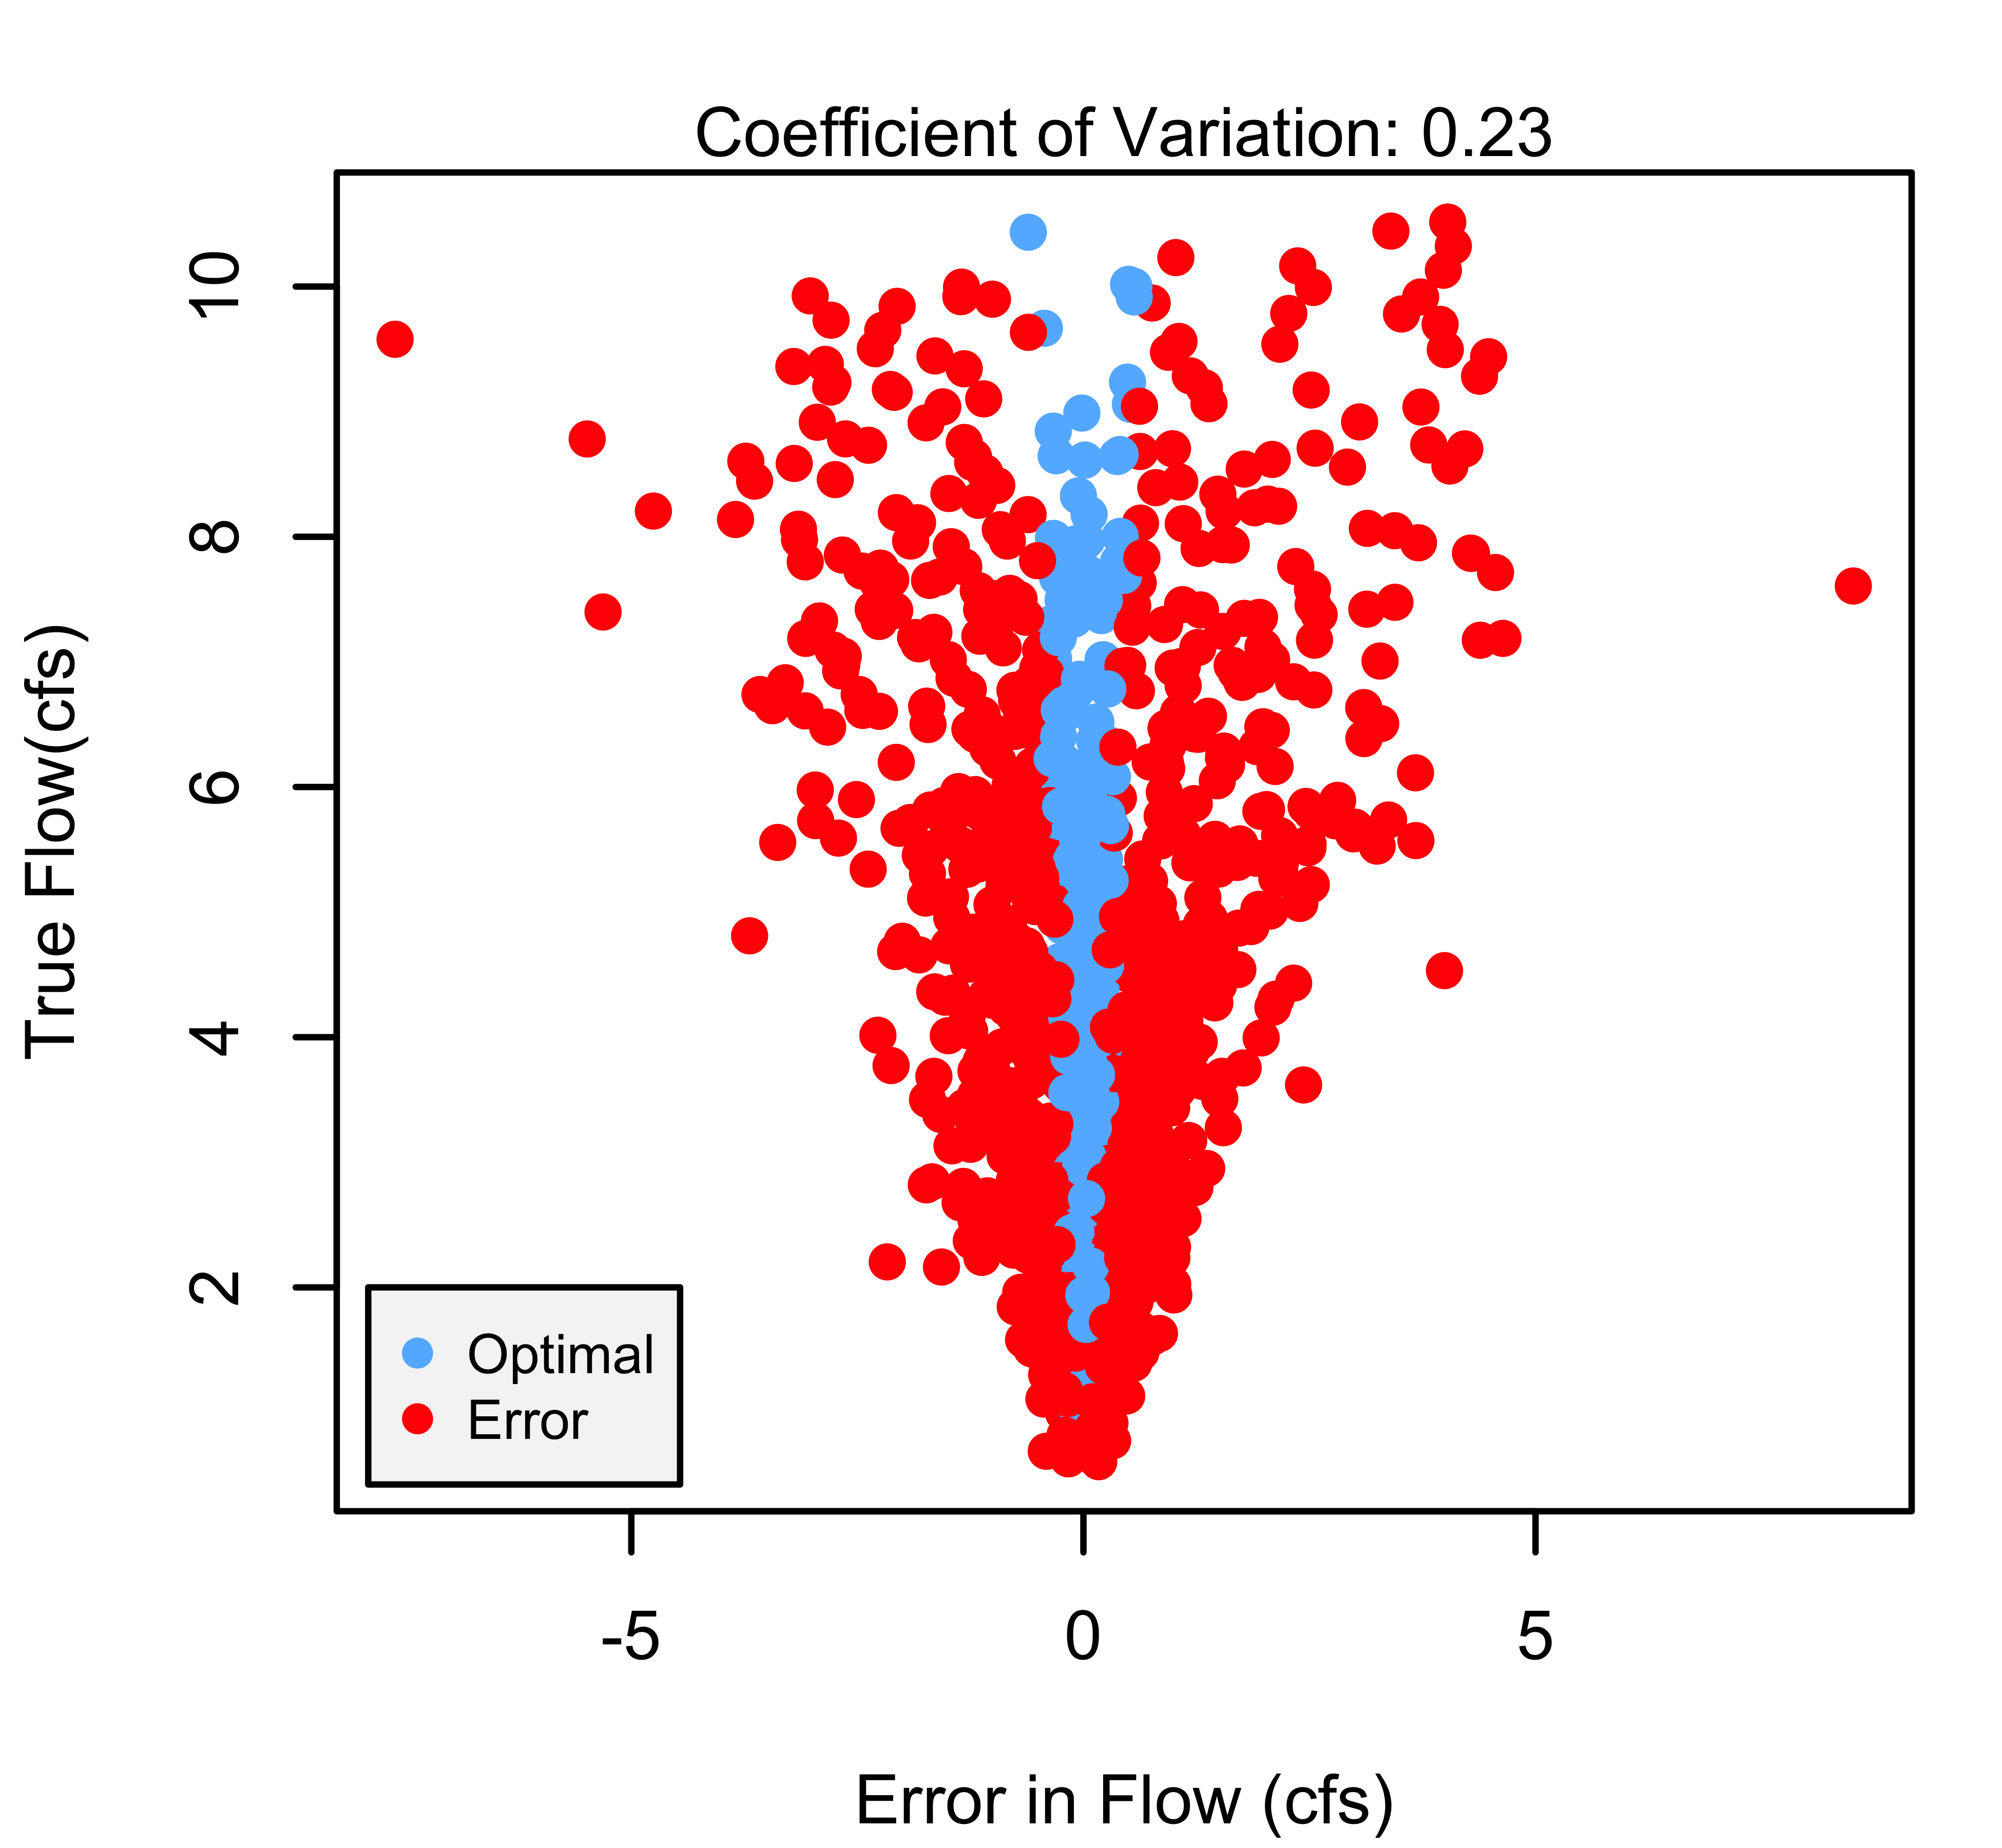 Coefficient of Variation: 0.23
True Flow(cfs)
10
8
6
4
2
Optimal
Error
-5
0
5
Error in Flow (cfs)